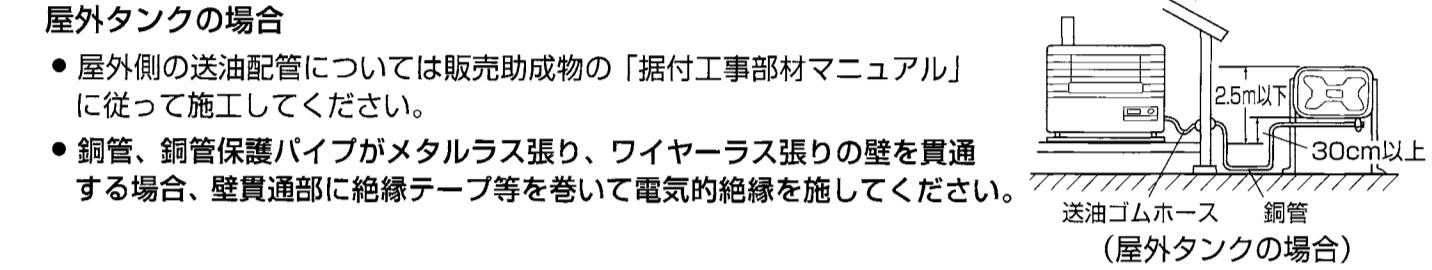 屋外タンクの場合
● 屋外側の送油配管については販売助成物の「据付工事部材マニュアル」
に従って施工してください。
● 銅管、銅管保護パイプがメタルラス張り、ワイヤーラス張りの壁を貫通
する場合、壁貫通部に絶縁テープ等を巻いて電気的絶縁を施してください。
2.5m以下
30cm以上
送油ゴムホース 銅管
（屋外タンクの場合）